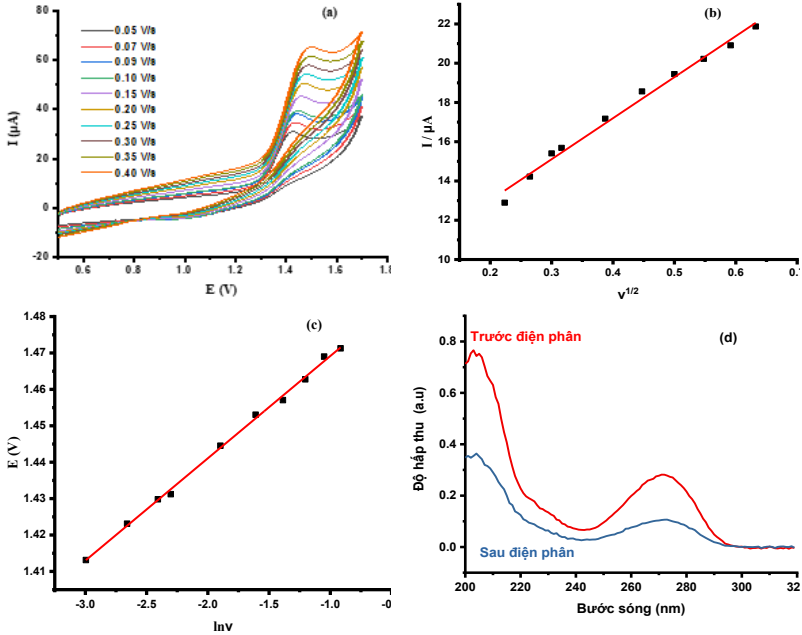 (a)
80
60
40
20
0
-20
I (µA)
0.05 V/s
0.07 V/s
0.09 V/s
0.10 V/s
0.15 V/s
0.20 V/s
0.25 V/s
0.30 V/s
0.35 V/s
0.40 V/s
0.6 0.8 1.0 1.2 1.4 1.6 1.8
E (V)
(b)
24
22
20
18
16
14
12
I / µA
0.2 0.3 0.4 0.5 0.6 0.7
v1/2
(c)
1.48
1.47
1.46
1.45
1.44
1.43
1.42
1.41
E (V)
-3.0 -2.5 -2.0 -1.5 -1.0 -0
lnν
(d)
Trước điện phân
0.8
0.6
0.4
0.2
0.0
Độ hấp thu (a.u)
Sau điện phân
200 220 240 260 280 300 32
Bước sóng (nm)